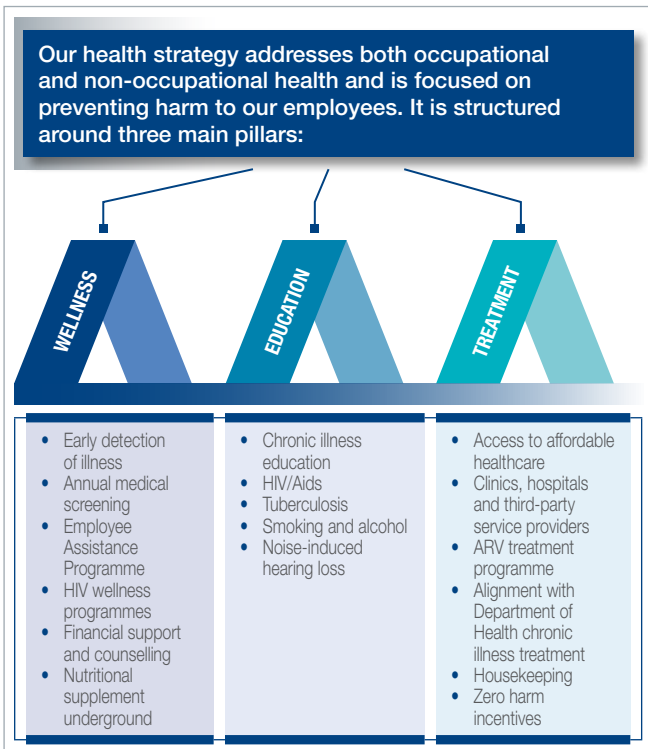 Our health strategy addresses both occupational
and non-occupational health and is focused on
preventing harm to our employees. It is structured
around three main pillars:
WELLNESS
EDUCATION
TREATMENT
• Early detection
of illness
• Annual medical
screening
• Employee
Assistance
Programme
• HIV wellness
programmes
• Financial support
and counselling
• Nutritional
supplement
underground
• Chronic illness
education
• HIV/Aids
• Tuberculosis
• Smoking and alcohol
• Noise-induced
hearing loss
• Access to affordable
healthcare
• Clinics, hospitals
and third-party
service providers
• ARV treatment
programme
• Alignment with
Department of
Health chronic
illness treatment
• Housekeeping
• Zero harm
incentives